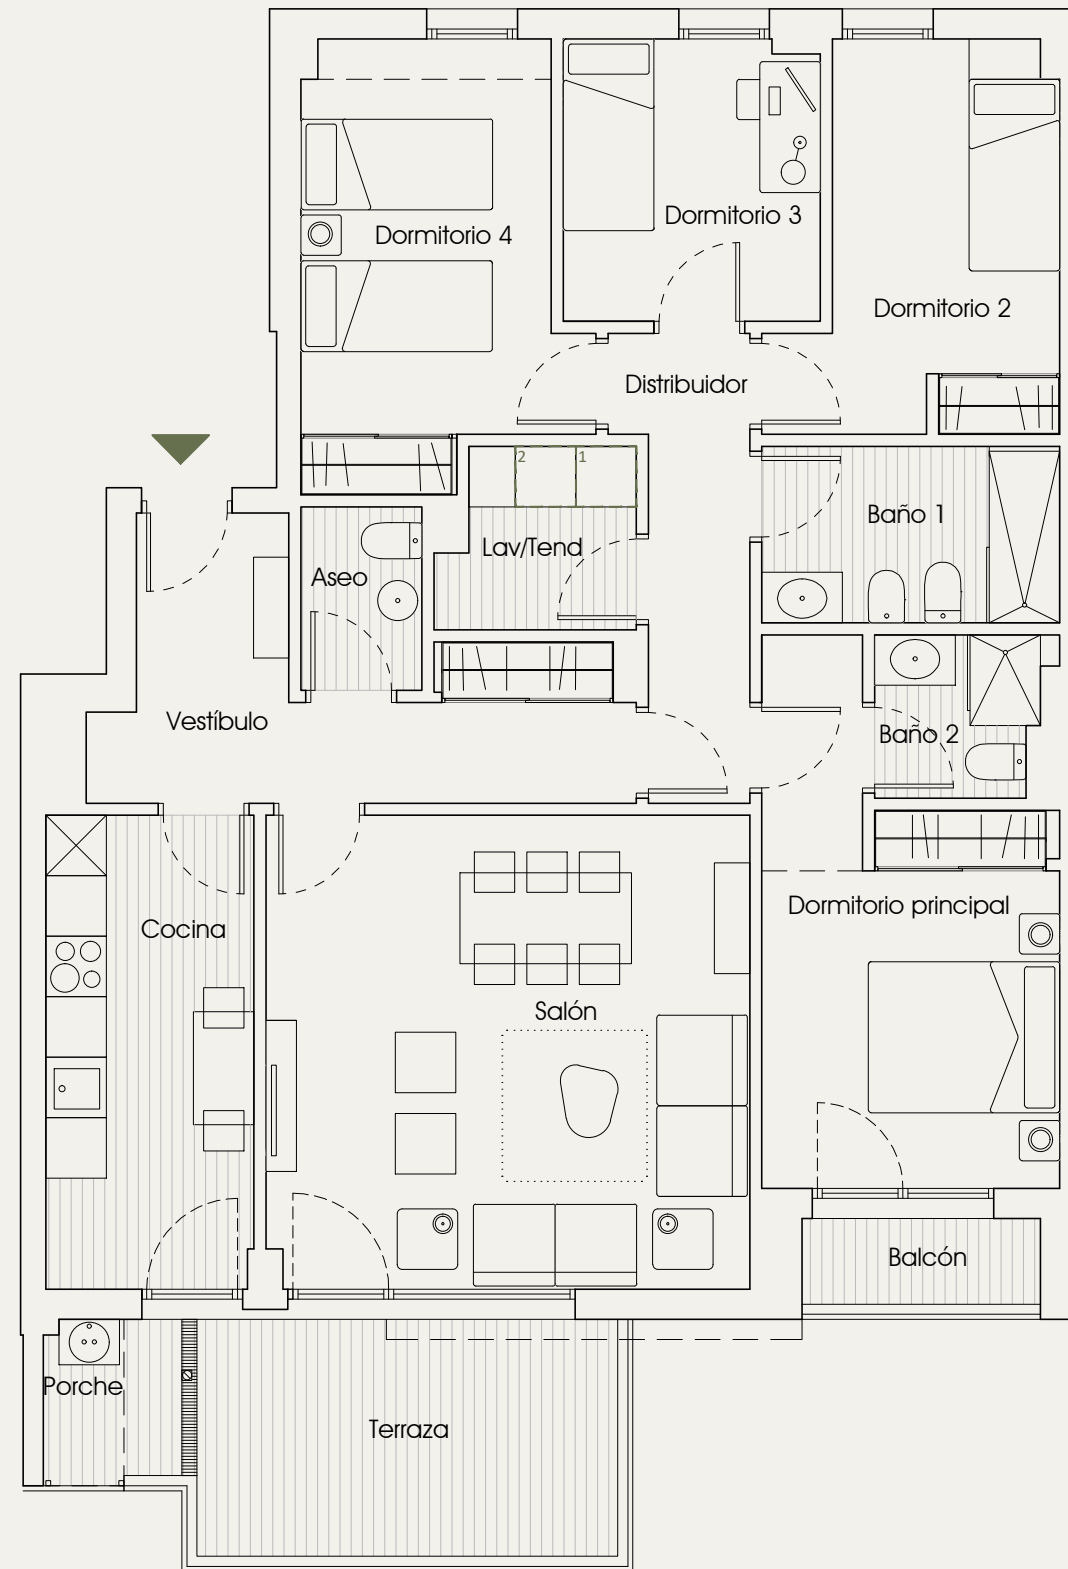 Dormitorio 3
Dormitorio 4
Dormitorio 2
Distribuidor
2
1
Baño 1
Lav/Tend
Aseo
Vestíbulo
Baño 2
Dormitorio principal
Cocina
Salón
Balcón
Porche
Terraza